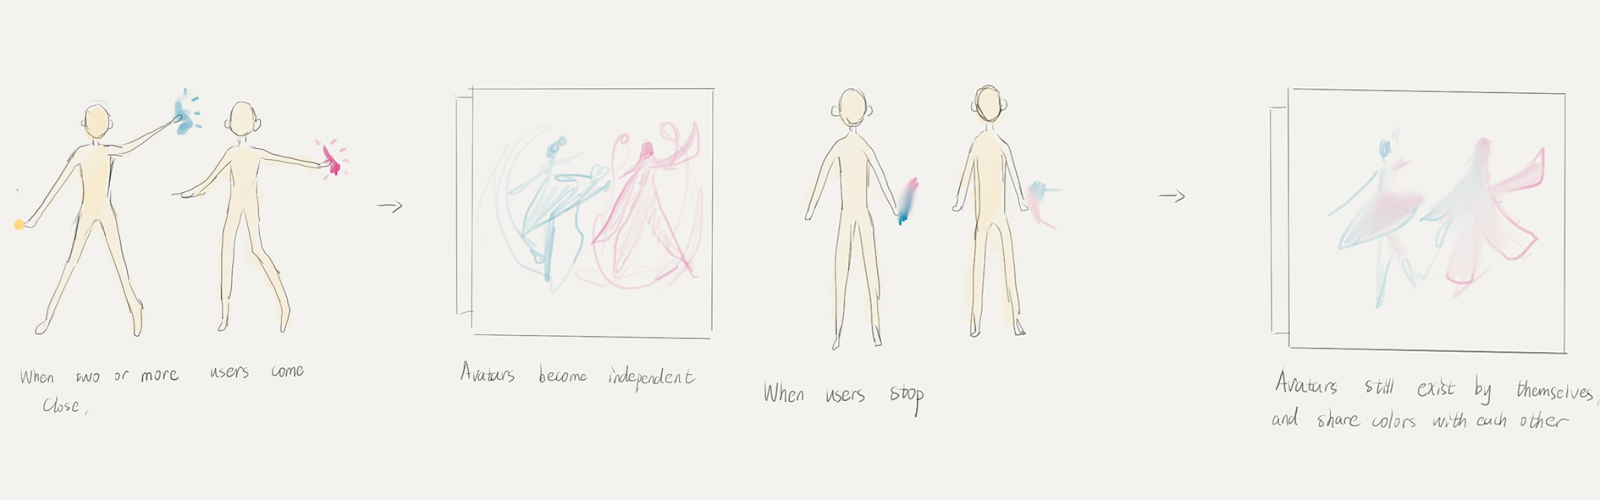 When two or more users come
close,
Avatars become independent
When users stop
Avatars still exist by themselves,
and share colors with each other